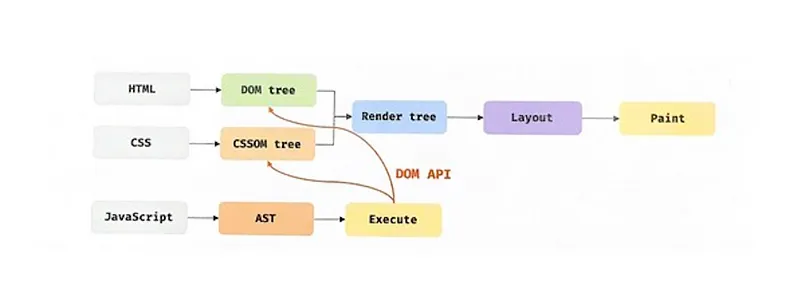 HTML
DOM tree
Render tree
Layout
Paint
CSS
CSSOM tree
DOM API
JavaScript
AST
Execute